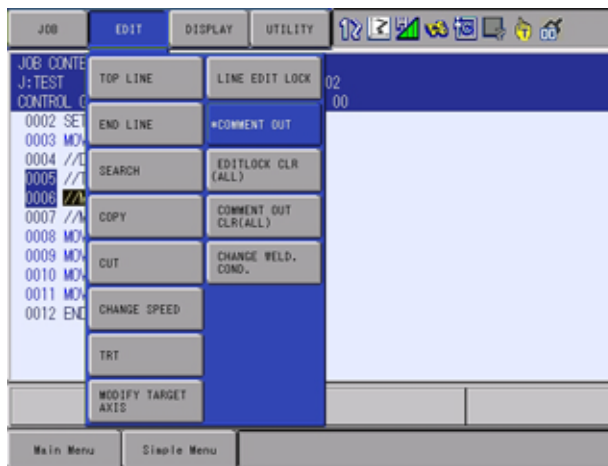 JOB EDIT DISPLAY UTILITY
JOB CONTE
J:TEST 02
CONTROL 00
0002 SET
0003 MOV
0004 //D
0005 //T
0006 //M
0007 //M
0008 MOV
0009 MOV
0010 MOV
0011 MOV
0012 END
TOP LINE
END LINE
SEARCH
COPY
CUT
CHANGE SPEED
TRT
MODIFY TARGET
AXIS
LINE EDIT LOCK
*COMMENT OUT
EDITLOCK CLR
(ALL)
COMMENT OUT
CLR(ALL)
CHANGE WELD.
COND.
Main Menu Simple Menu